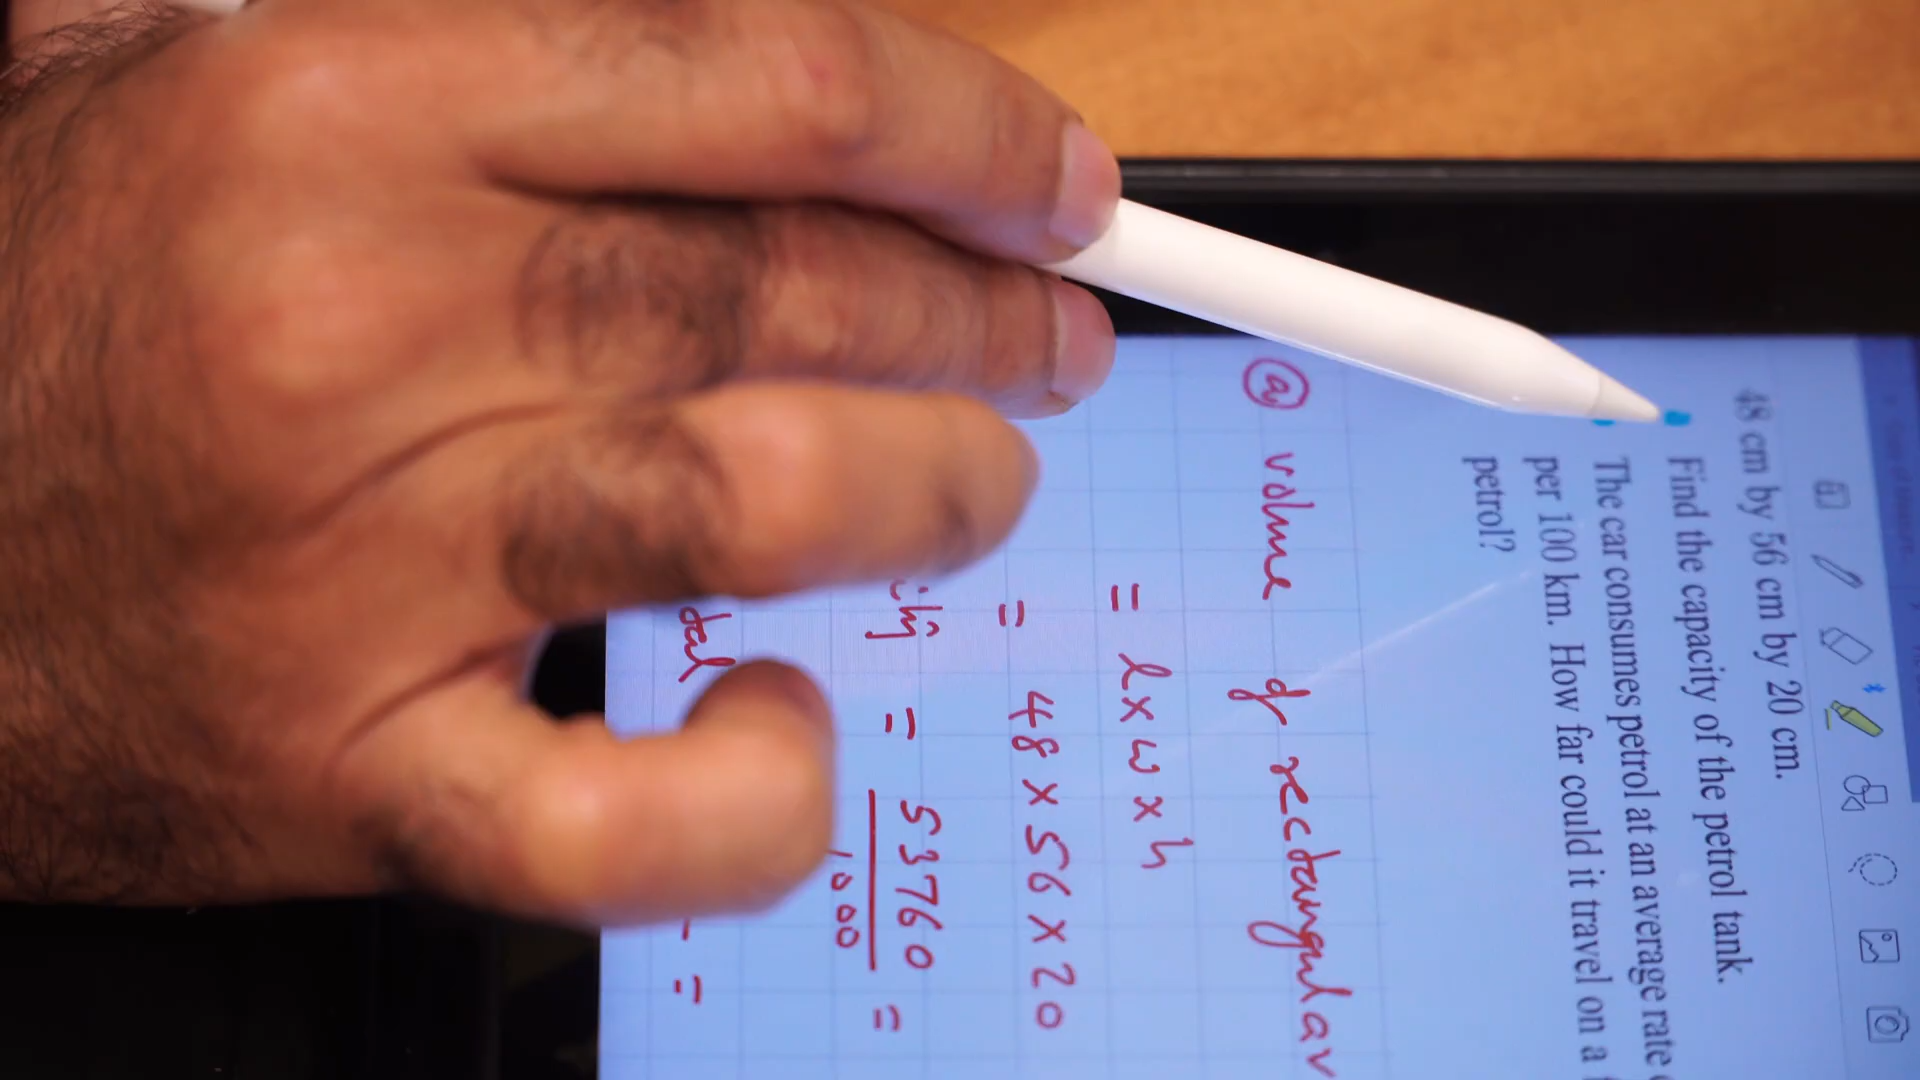 48 cm by 56 cm by 20 cm.
Find the capacity of the petrol tank.
The car consumes petrol at an average rate
per 100 km. How far could it travel on a
petrol?
a volume of rectangular
= l x w x h
= 48 x 56 x 20
= 53760 =
1000
=